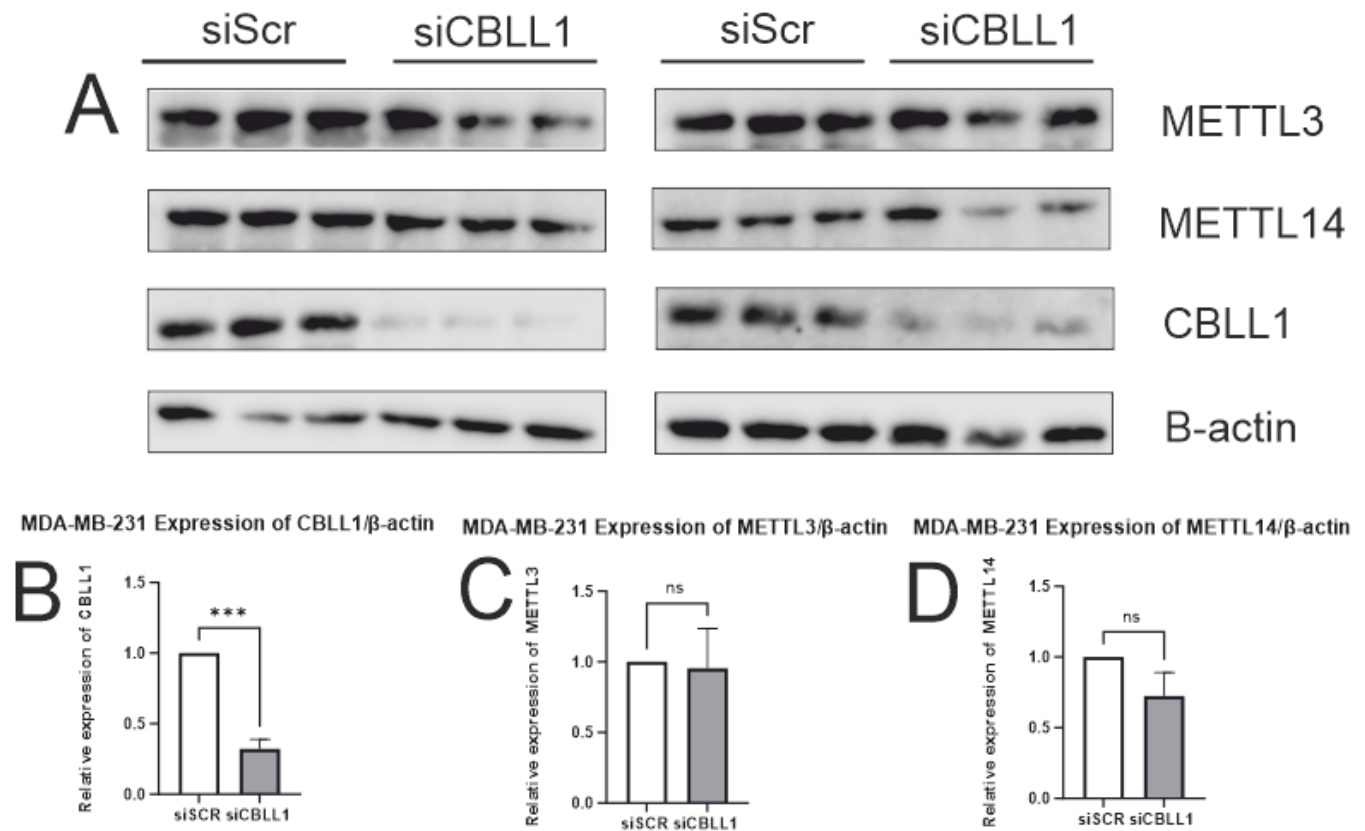 siScr siCBLL1 siScr siCBLL1
A
METTL3
METTL14
CBLL1
B-actin
MDA-MB-231 Expression of CBLL1/β-actin
B
Relative expression of CBLL1
1.5
1.0
0.5
0.0
***
siSCR siCBLL1
MDA-MB-231 Expression of METTL3/β-actin
C
Relative expression of METTL3
1.5
1.0
0.5
0.0
ns
siSCR siCBLL1
MDA-MB-231 Expression of METTL14/β-actin
D
Relative expression of METTL14
1.5
1.0
0.5
0.0
ns
siSCR siCBLL1